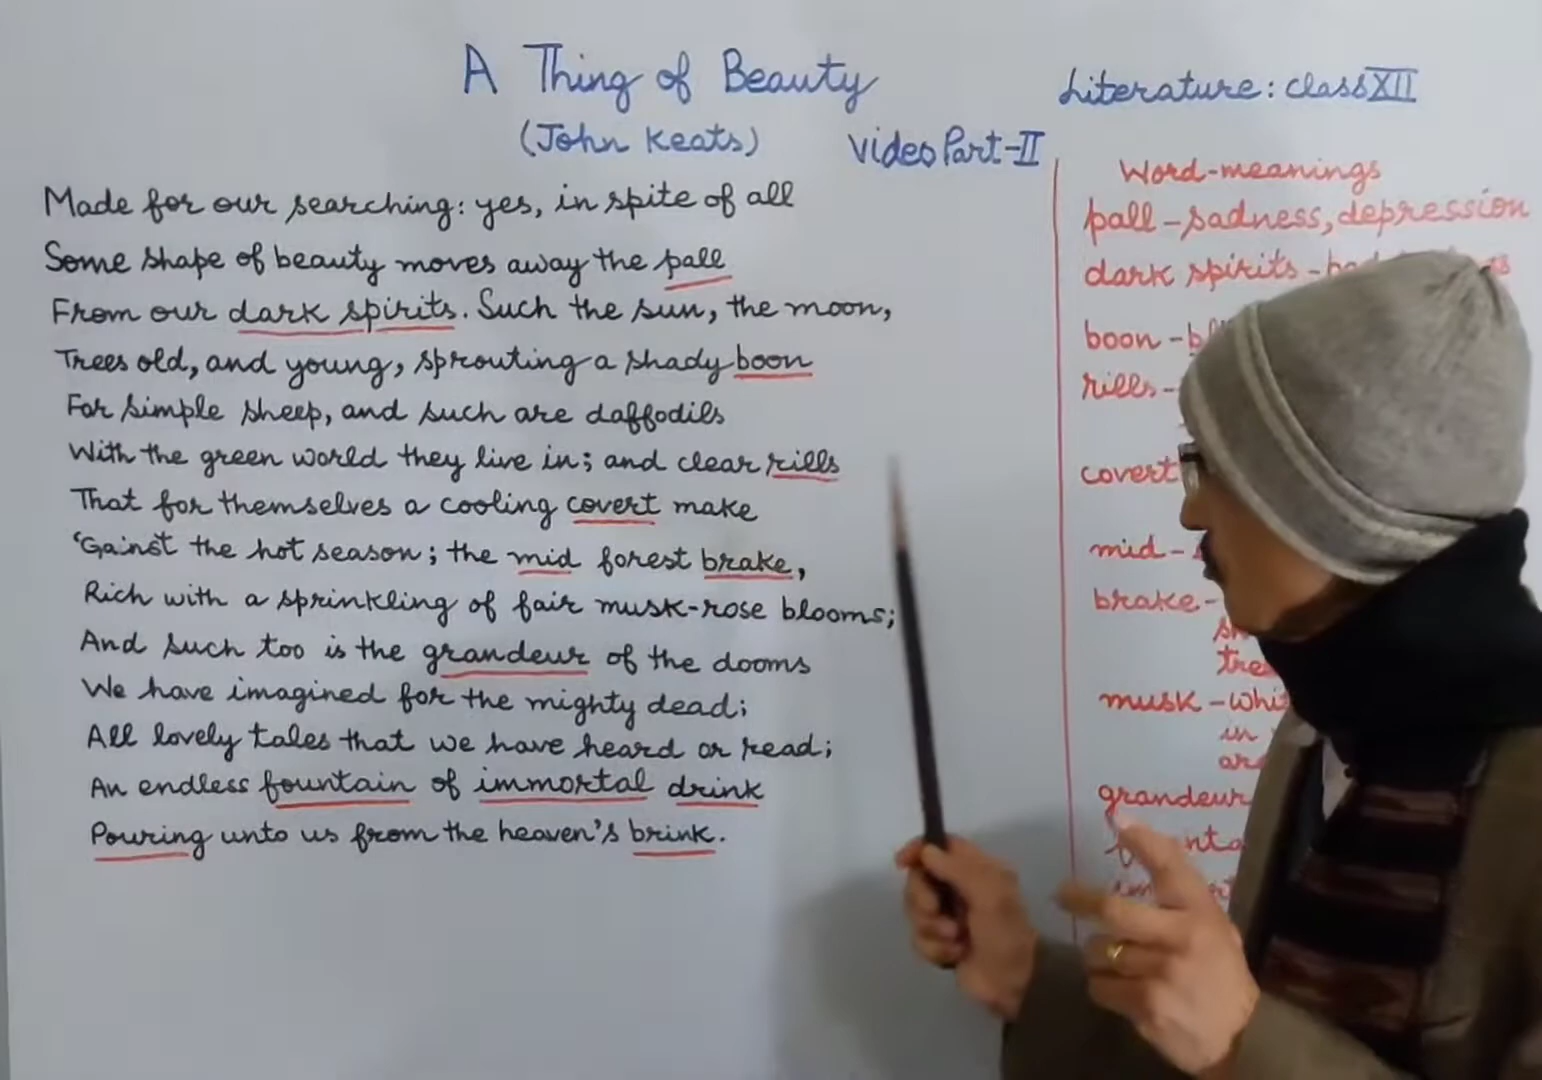 A Thing of Beauty
(John Keats)
Literature: class XII
Video Part-II
Made for our searching: yes, in spite of all
Some shape of beauty moves away the pall
From our dark spirits. Such the sun, the moon,
Trees old, and young, sprouting a shady boon
For simple sheep, and such are daffodils
With the green world they live in; and clear rills
That for themselves a cooling covert make
'Gainst the hot season; the mid forest brake,
Rich with a sprinkling of fair musk-rose blooms;
And such too is the grandeur of the dooms
We have imagined for the mighty dead;
All lovely tales that we have heard or read;
An endless fountain of immortal drink
Pouring unto us from the heaven's brink.
Word-meanings
pall - sadness, depression
dark spirits -
boon -
rills -
covert
mid -
brake -
musk -
in
grandeur